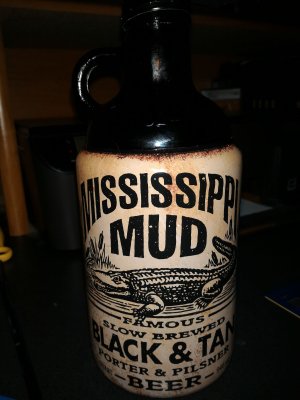 MISSISSIPPI
MUD
FAMOUS
SLOW BREWED
BLACK & TAN
PORTER & PILSNER
BEER